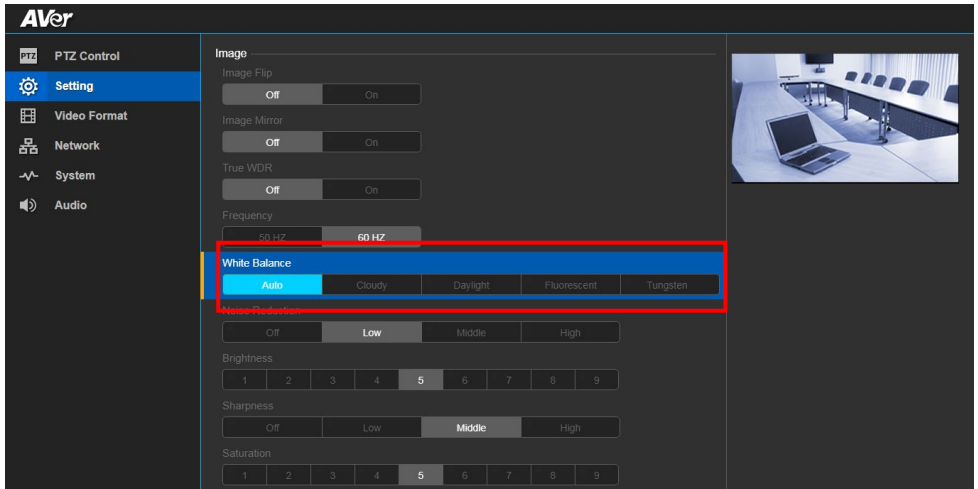 AVer
PTZ PTZ Control
Setting
Video Format
Network
System
Audio
Image
Image Flip
Off On
Image Mirror
Off On
True WDR
Off On
Frequency
50 HZ 60 HZ
White Balance
Auto Cloudy Daylight Fluorescent Tungsten
Noise Reduction
Off Low Middle High
Brightness
1 2 3 4 5 6 7 8 9
Sharpness
Off Low Middle High
Saturation
1 2 3 4 5 6 7 8 9